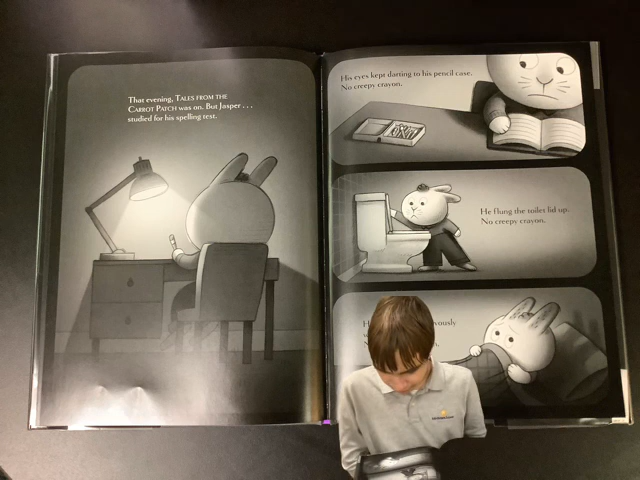 That evening, TALES FROM THE
CARROT PATCH was on. But Jasper . . .
studied for his spelling test.
His eyes kept darting to his pencil case.
No creepy crayon.
He flung the toilet lid up.
No creepy crayon.